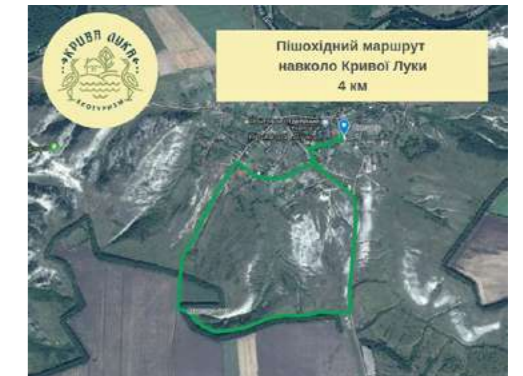 КРИВА ЛУКА
ЕКОТУРИЗМ
Пішохідний маршрут
навколо Кривої Луки
4 км